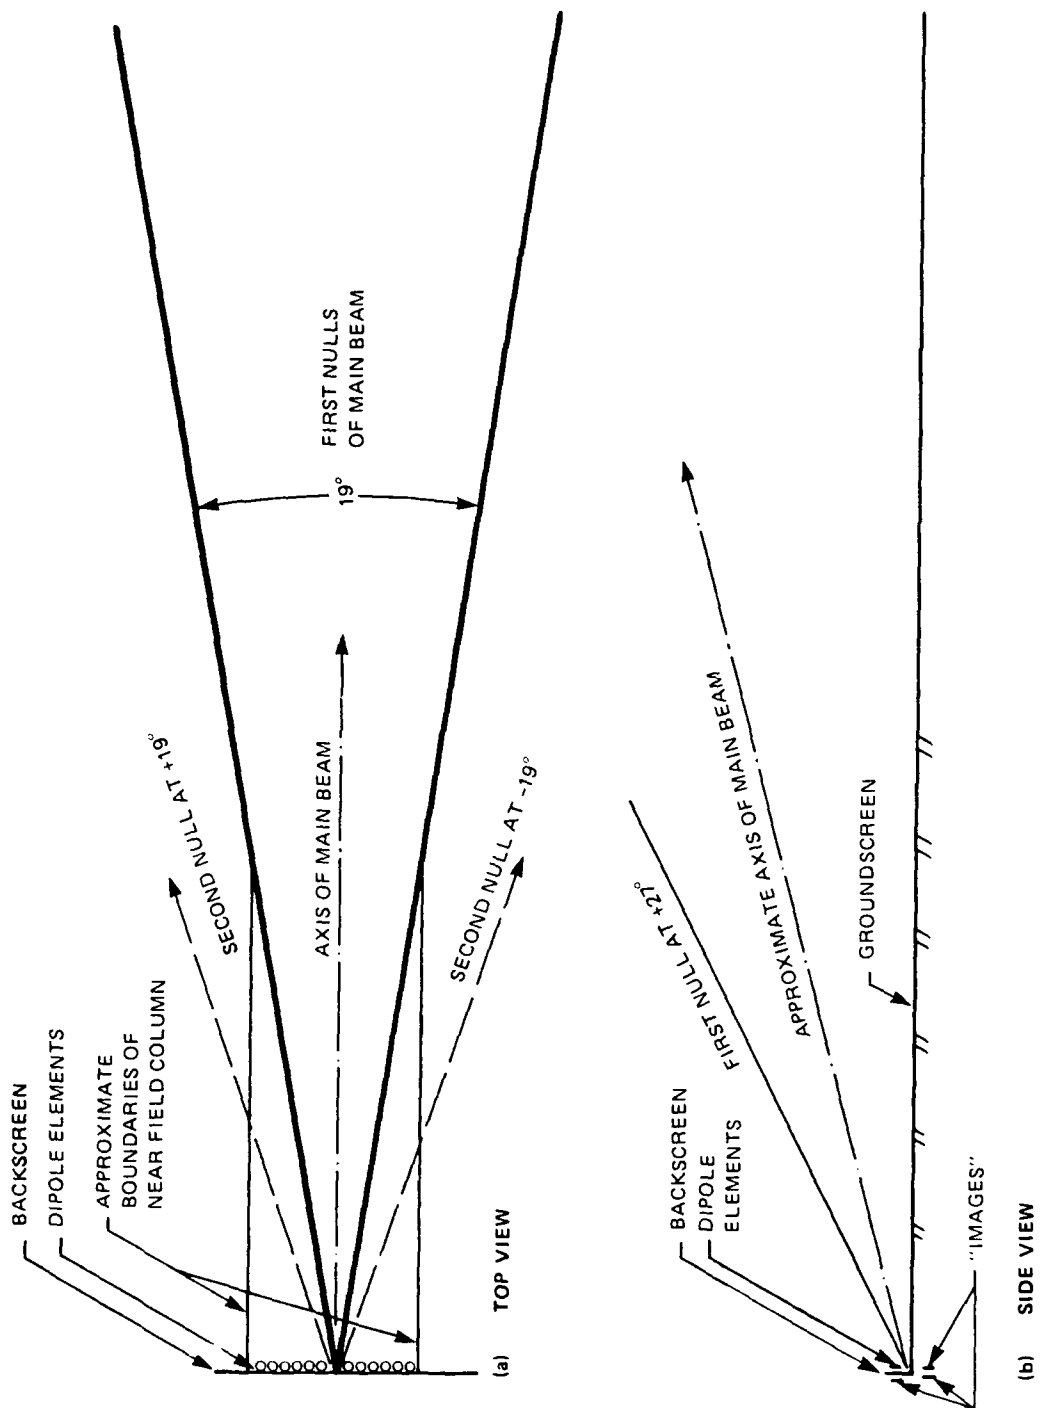 BACKSCREEN
DIPOLE ELEMENTS
APPROXIMATE
BOUNDARIES OF
NEAR FIELD COLUMN
SECOND NULL AT +19°
AXIS OF MAIN BEAM
SECOND NULL AT -19°
19°
FIRST NULLS
OF MAIN BEAM
(a) TOP VIEW
BACKSCREEN
DIPOLE
ELEMENTS
FIRST NULL AT +27°
APPROXIMATE AXIS OF MAIN BEAM
GROUNDSCREEN
"IMAGES"
(b) SIDE VIEW